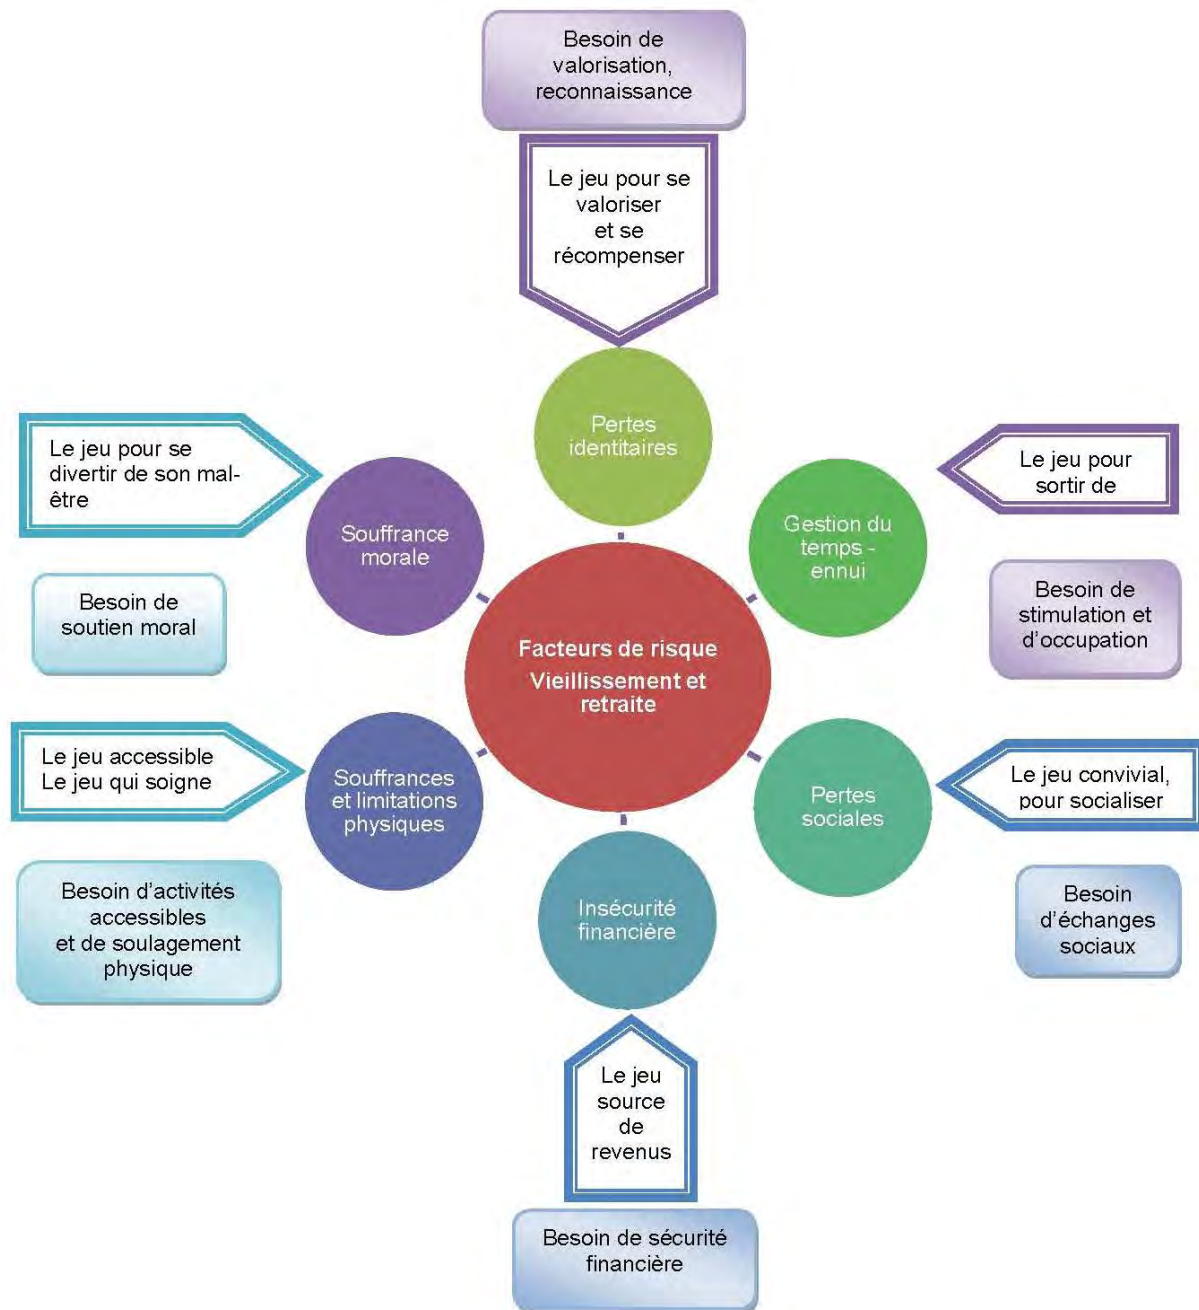 Besoin de
valorisation,
reconnaissance
Le jeu pour se
valoriser
et se
récompenser
Pertes
identitaires
Le jeu pour se
divertir de son mal-
être
Souffrance
morale
Besoin de
soutien moral
Gestion du
temps -
ennui
Le jeu pour
sortir de
Besoin de
stimulation et
d'occupation
Facteurs de risque
Vieillissement et
retraite
Le jeu accessible
Le jeu qui soigne
Souffrances
et limitations
physiques
Besoin d'activités
accessibles
et de soulagement
physique
Pertes
sociales
Le jeu convivial,
pour socialiser
Besoin
d'échanges
sociaux
Insécurité
financière
Le jeu
source
de
revenus
Besoin de sécurité
financière